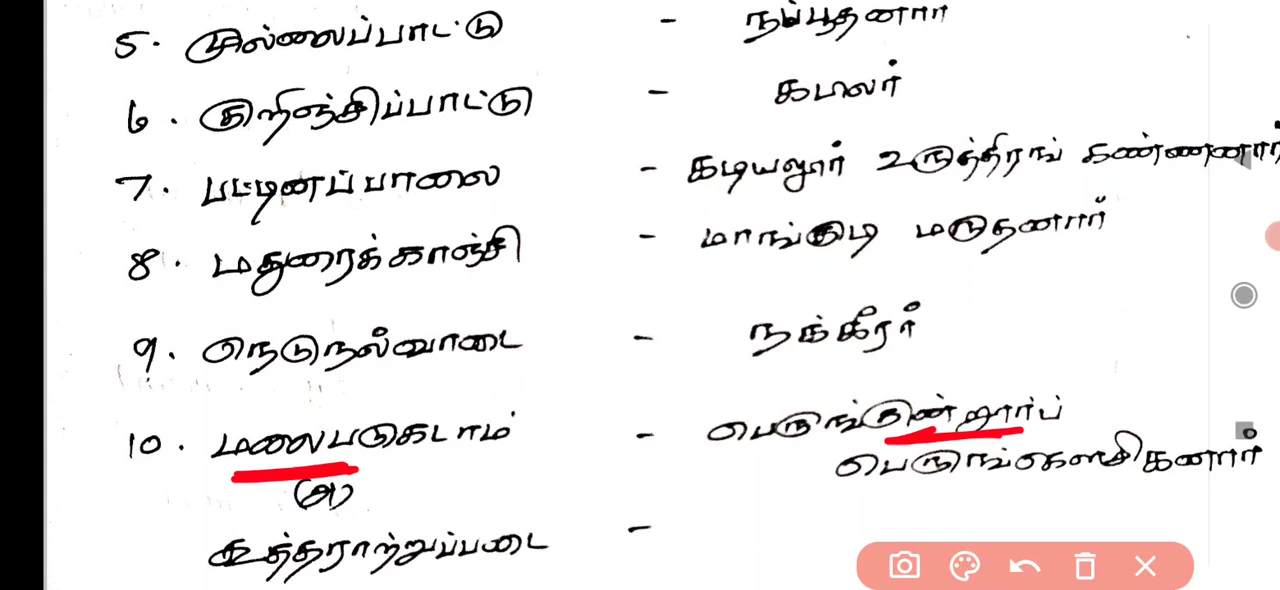 5. முல்லைப்பாட்டு - நப்பூதனார்
6. குறிஞ்சிப்பாட்டு - கபிலர்
7. பட்டினப்பாலை - கடியலூர் உருத்திரங் கண்ணனார்
8. மதுரைக்காஞ்சி - மாங்குடி மருதனார்
9. நெடுநல்வாடை - நக்கீரர்
10. மலைபடுகடாம் - பெருங்குன்றூர்ப்
பெருங்கௌசிகனார்
(அ)
கூத்தராற்றுப்படை -